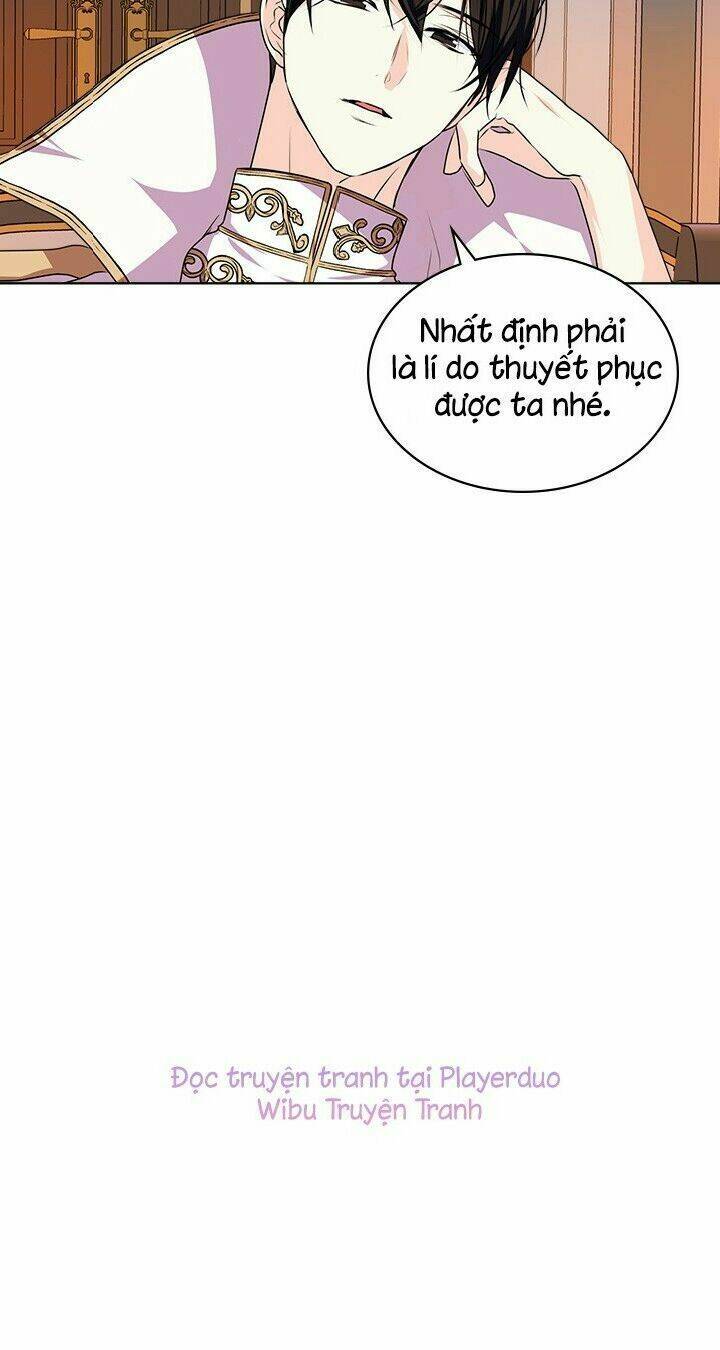 Nhất định phải
là lí do thuyết phục
được ta nhé.
Đọc truyện tranh tại Playerduo
Wibu Truyện Tranh